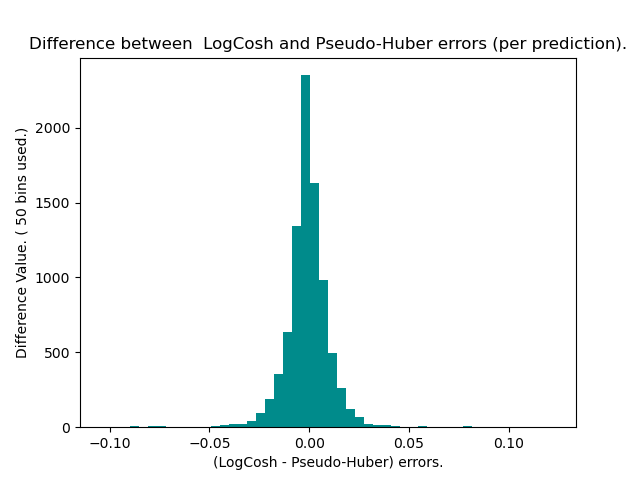 Difference between  LogCosh and Pseudo-Huber errors (per prediction).
Difference Value. ( 50 bins used.)
2000
1500
1000
500
0
−0.10 −0.05 0.00 0.05 0.10
(LogCosh - Pseudo-Huber) errors.